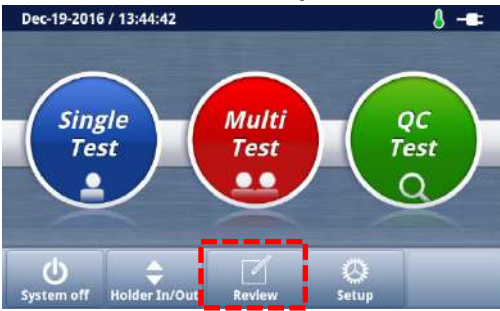 Dec-19-2016 / 13:44:42
Single
Test
Multi
Test
QC
Test
System off
Holder In/Out
Review
Setup